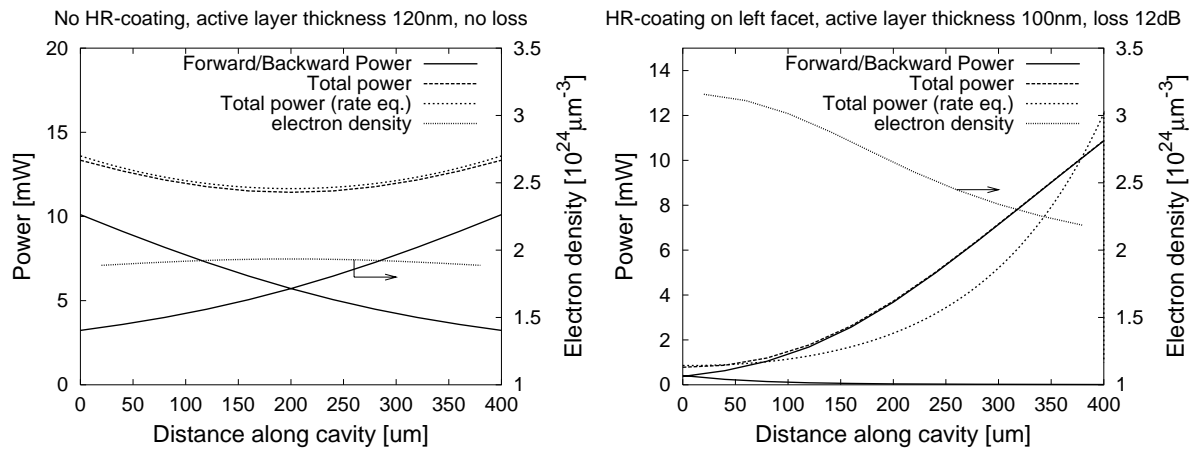 No HR-coating, active layer thickness 120nm, no loss
20
15
10
5
0
Power [mW]
Forward/Backward Power
Total power
Total power (rate eq.)
electron density
3.5
3
2.5
2
1.5
1
Electron density [10^24 μm^-3]
0 50 100 150 200 250 300 350 400
Distance along cavity [um]
HR-coating on left facet, active layer thickness 100nm, loss 12dB
14
12
10
8
6
4
2
0
Power [mW]
Forward/Backward Power
Total power
Total power (rate eq.)
electron density
3.5
3
2.5
2
1.5
1
Electron density [10^24 μm^-3]
0 50 100 150 200 250 300 350 400
Distance along cavity [um]